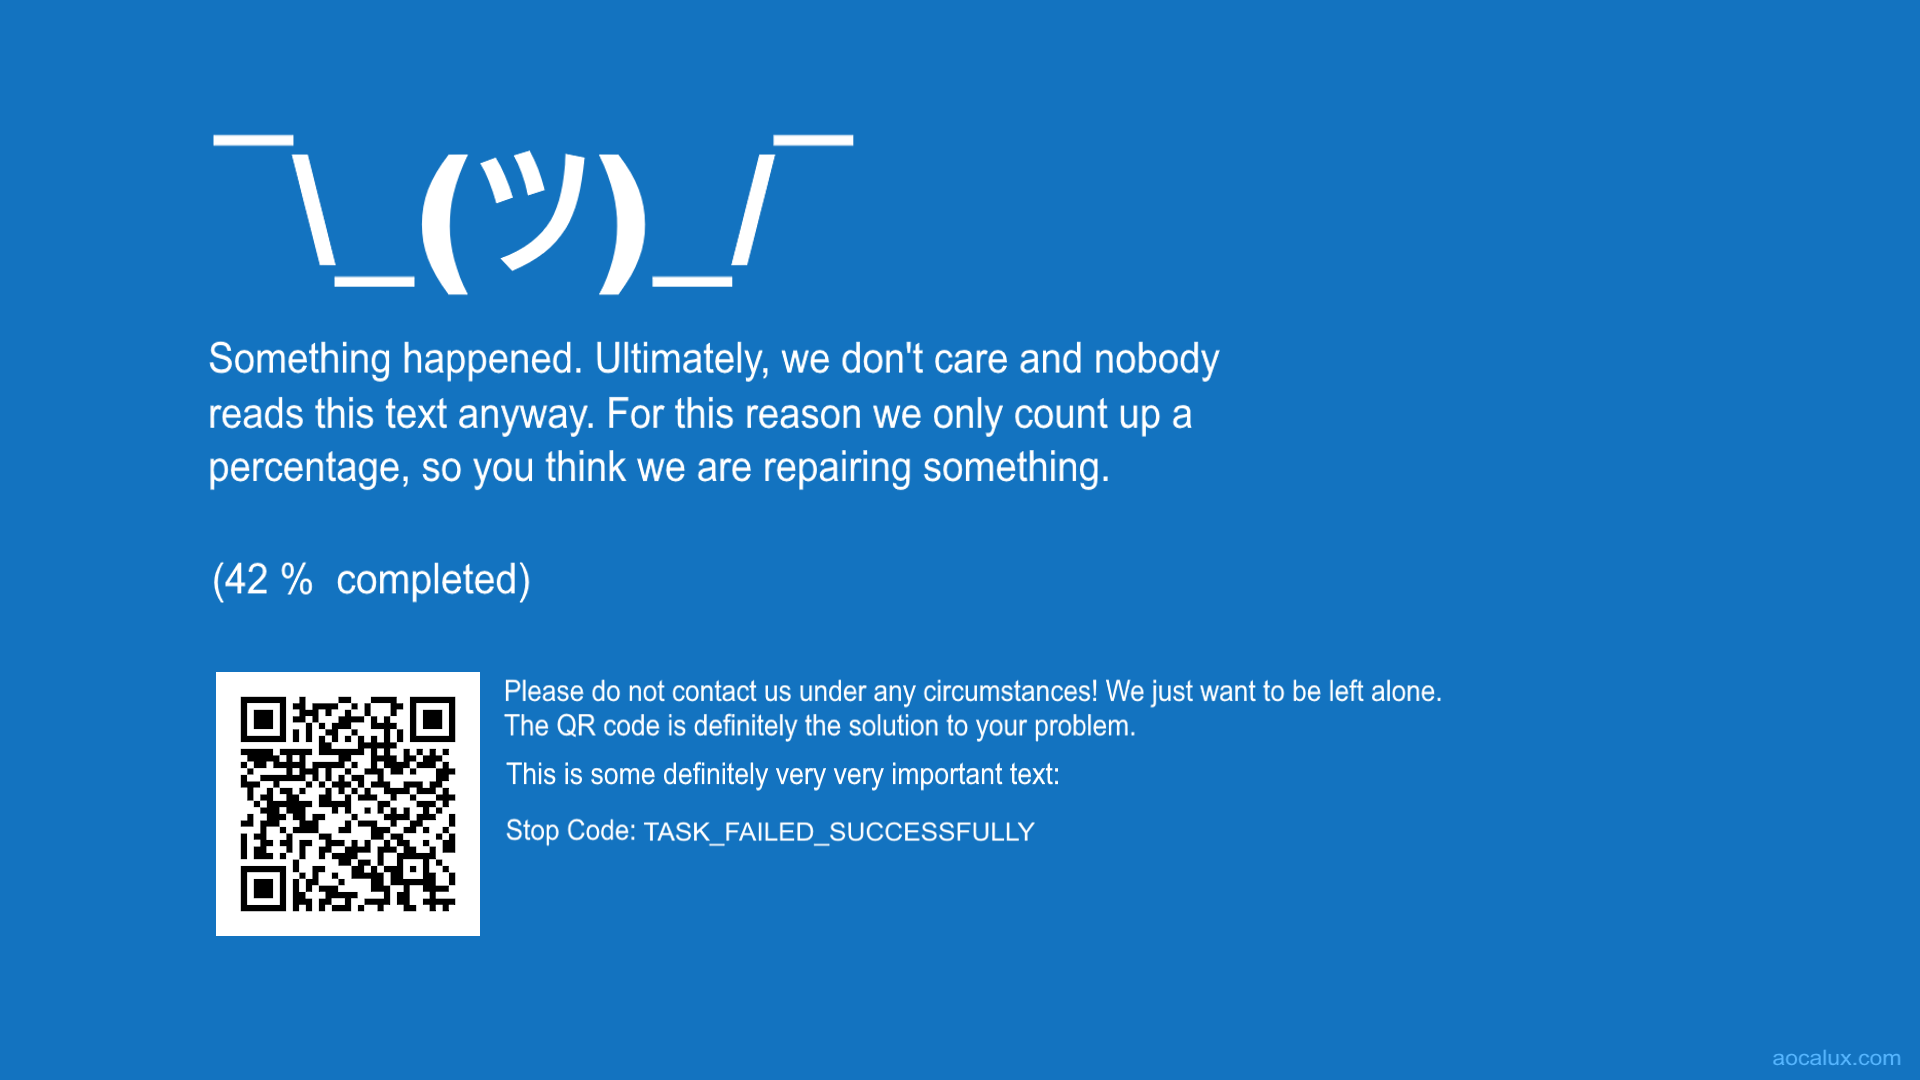 ¯\_(ツ)_/¯
Something happened. Ultimately, we don't care and nobody
reads this text anyway. For this reason we only count up a
percentage, so you think we are repairing something.
(42 %  completed)
Please do not contact us under any circumstances! We just want to be left alone.
The QR code is definitely the solution to your problem.
This is some definitely very very important text:
Stop Code: TASK_FAILED_SUCCESSFULLY
aocalux.com